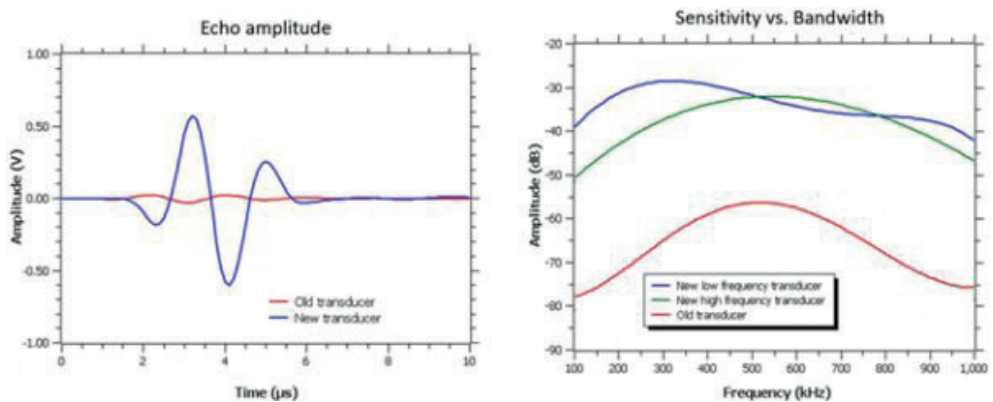 Echo amplitude
1.00
0.50
0.00
-0.50
-1.00
Amplitude (V)
Old transducer
New transducer
0 2 4 6 8 10
Time (µs)
Sensitivity vs. Bandwidth
-20
-30
-40
-50
-60
-70
-80
-90
Amplitude (dB)
New low frequency transducer
New high frequency transducer
Old transducer
100 200 300 400 500 600 700 800 900 1,000
Frequency (kHz)